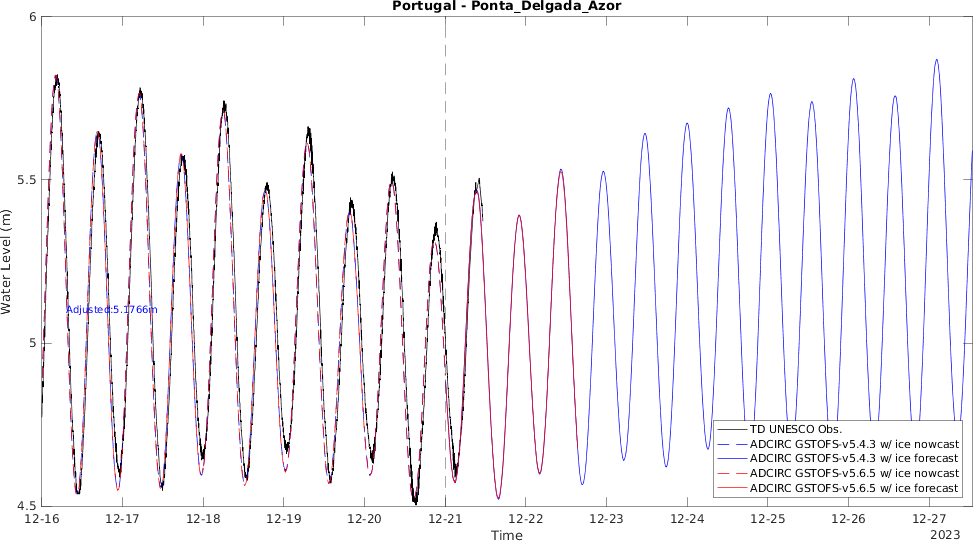 Portugal - Ponta_Delgada_Azor
6
5.5
5
4.5
Water Level (m)
Adjusted:5.1766m
TD UNESCO Obs.
ADCIRC GSTOFS-v5.4.3 w/ ice nowcast
ADCIRC GSTOFS-v5.4.3 w/ ice forecast
ADCIRC GSTOFS-v5.6.5 w/ ice nowcast
ADCIRC GSTOFS-v5.6.5 w/ ice forecast
12-16 12-17 12-18 12-19 12-20 12-21 12-22 12-23 12-24 12-25 12-26 12-27
Time
2023